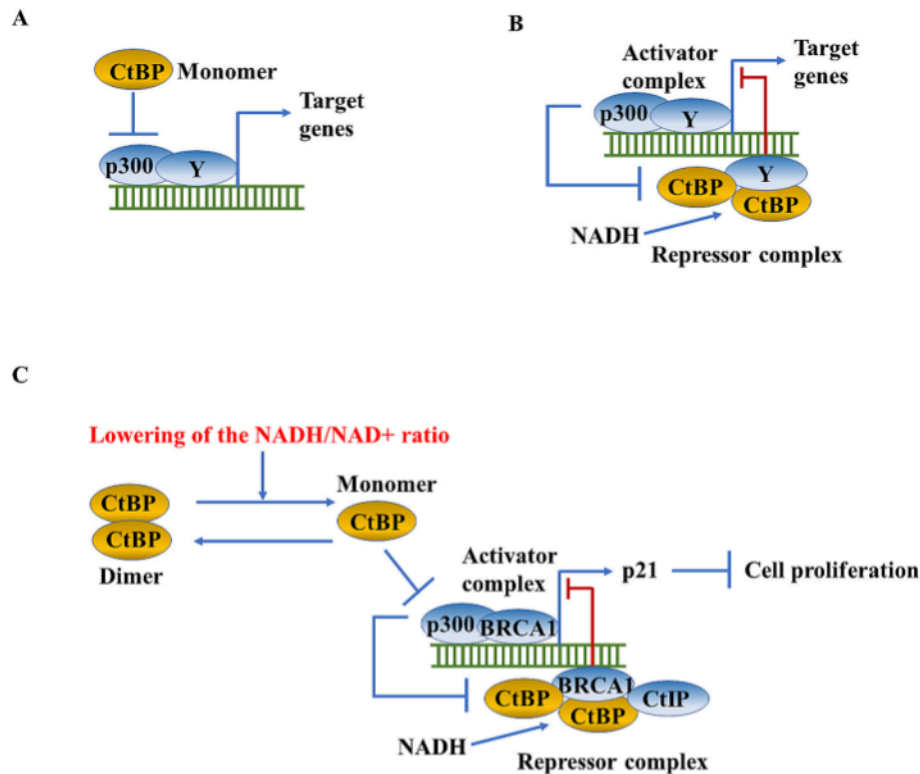 A
CtBP Monomer
Target
genes
p300 Y
B
Activator
complex
Target
genes
p300 Y
CtBP Y
CtBP
NADH
Repressor complex
C
Lowering of the NADH/NAD+ ratio
CtBP
CtBP
Dimer
Monomer
CtBP
Activator
complex
p21
Cell proliferation
p300 BRCA1
CtBP BRCA1 CtIP
CtBP
NADH
Repressor complex